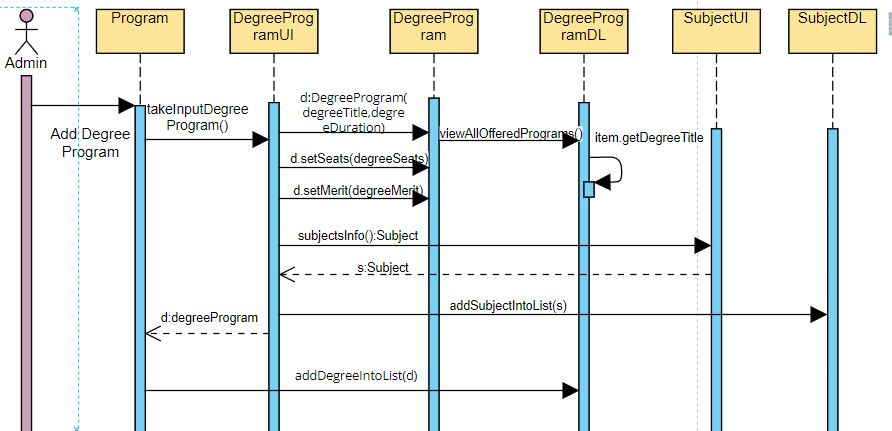 Program
DegreeProg
ramUI
DegreeProg
ram
DegreeProg
ramDL
SubjectUI
SubjectDL
Admin
takeInputDegree
Program()
d:DegreeProgram(
degreeTitle,degre
eDuration)
Add Degree
Program
viewAllOfferedPrograms()
item.getDegreeTitle
d.setSeats(degreeSeats)
d.setMerit(degreeMerit)
subjectsInfo():Subject
s:Subject
addSubjectIntoList(s)
d:degreeProgram
addDegreeIntoList(d)